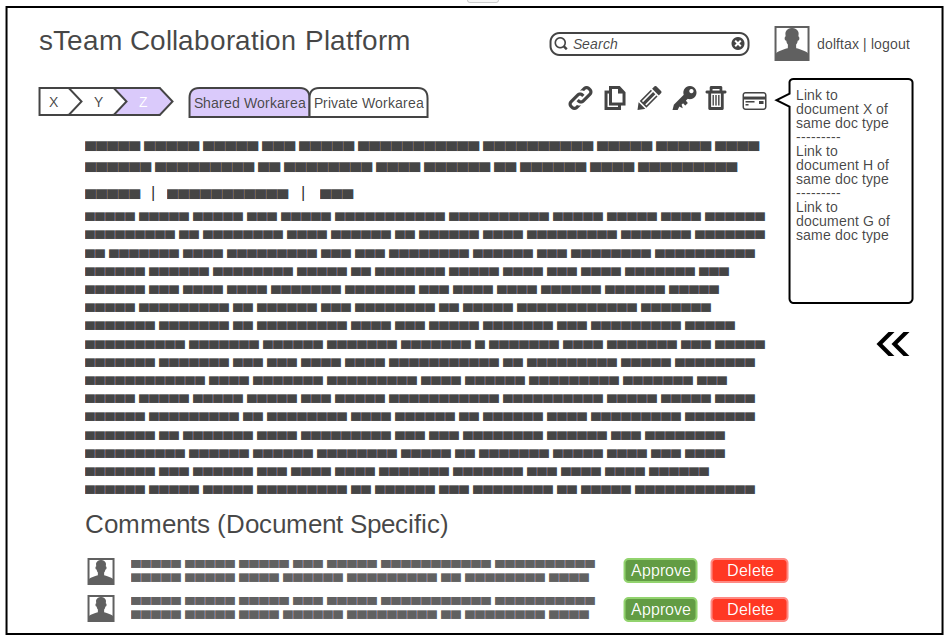 sTeam Collaboration Platform
Search
dolftax | logout
X Y Z
Shared Workarea Private Workarea
Link to
document X of
same doc type
---------
Link to
document H of
same doc type
---------
Link to
document G of
same doc type
Comments (Document Specific)
Approve Delete
Approve Delete